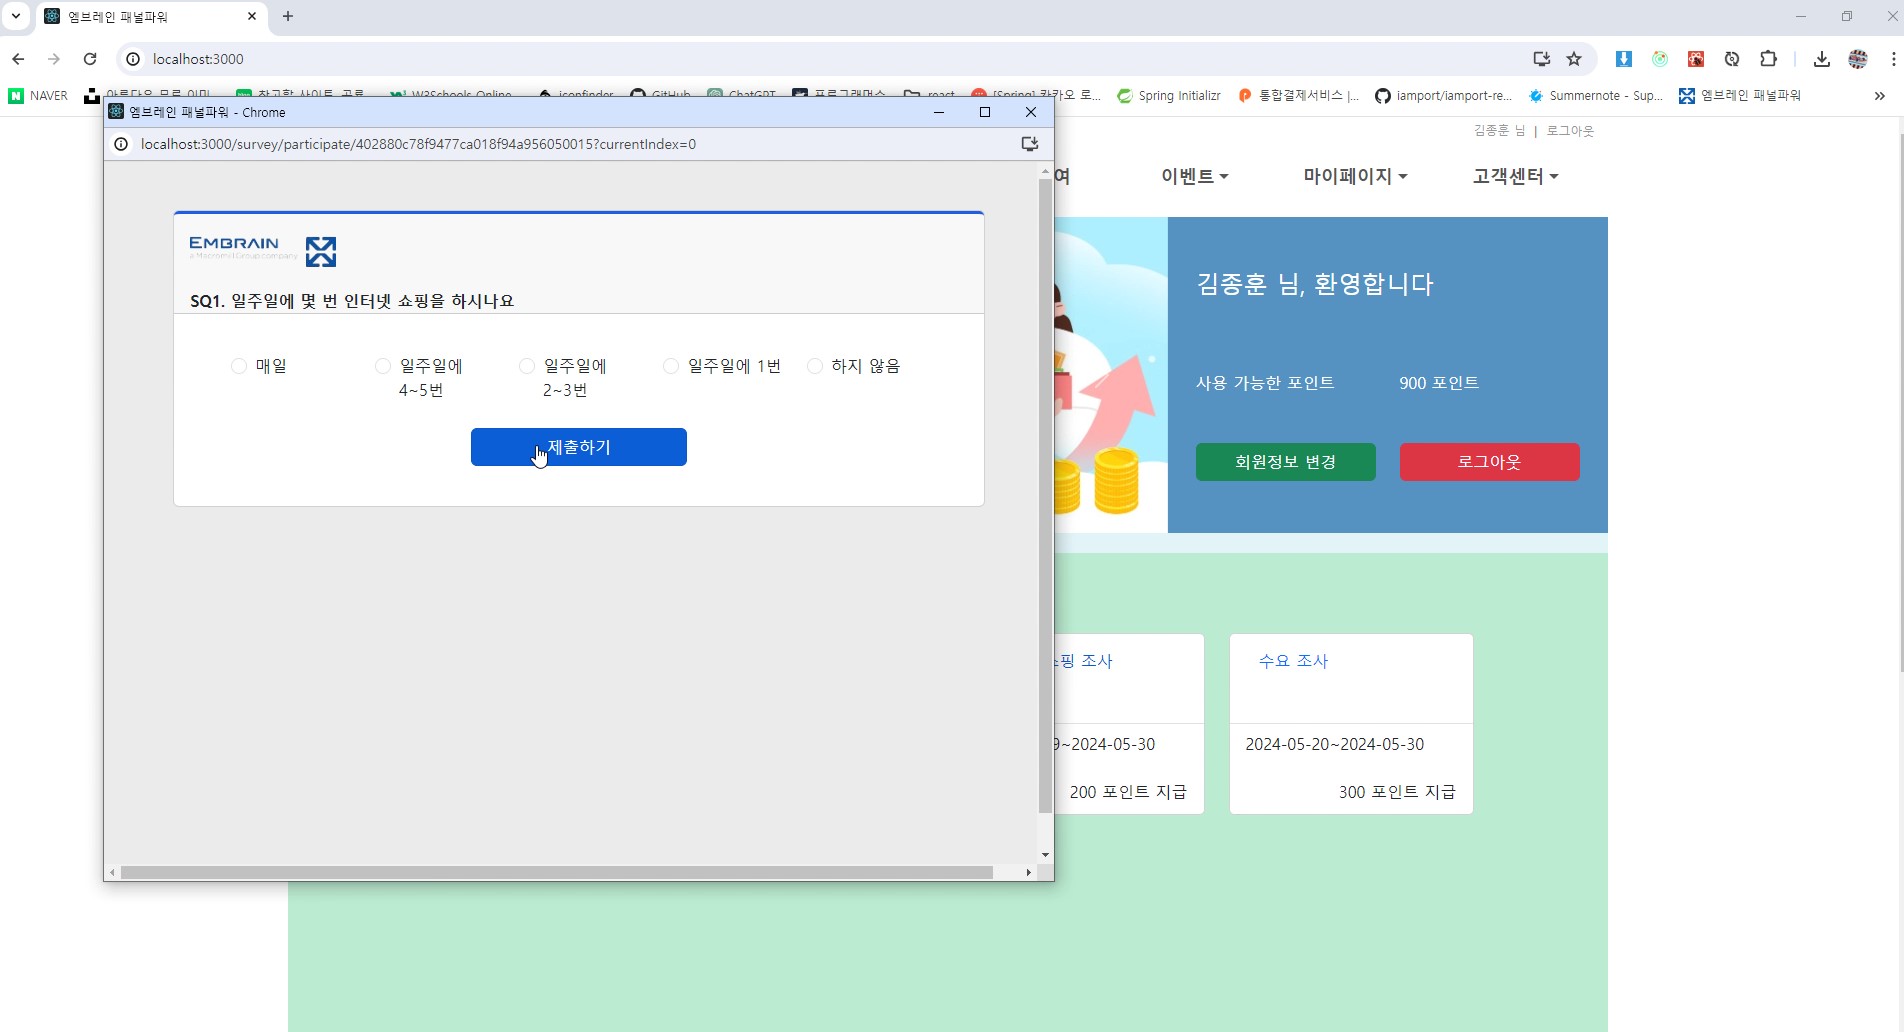 엠브레인 패널파워
localhost:3000
NAVER
W3Schools Online
iconfinder
GitHub
ChatGPT
프로그래머스
react
[Spring] 카카오 로...
Spring Initializr
통합결제서비스 |...
iamport/iamport-re...
Summernote - Sup...
엠브레인 패널파워
엠브레인 패널파워 - Chrome
localhost:3000/survey/participate/402880c78f9477ca018f94a956050015?currentIndex=0
EMBRAIN
a Macromill Group company
SQ1. 일주일에 몇 번 인터넷 쇼핑을 하시나요
매일
일주일에
4~5번
일주일에
2~3번
일주일에 1번
하지 않음
제출하기
김종훈 님 | 로그아웃
여
이벤트
마이페이지
고객센터
김종훈 님, 환영합니다
사용 가능한 포인트
900 포인트
회원정보 변경
로그아웃
핑 조사
9~2024-05-30
200 포인트 지급
수요 조사
2024-05-20~2024-05-30
300 포인트 지급